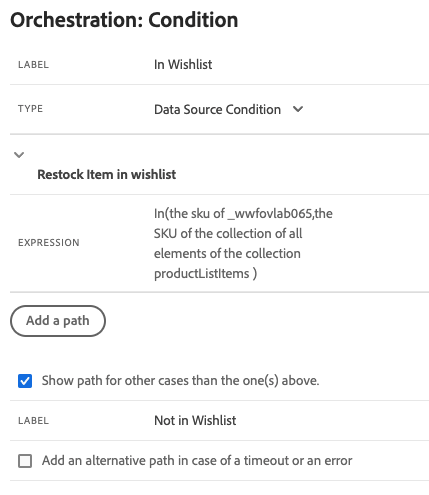 Orchestration: Condition
LABEL In Wishlist
TYPE Data Source Condition
Restock Item in wishlist
In(the sku of _wwfovlab065,the
SKU of the collection of all
EXPRESSION
elements of the collection
productListItems )
Add a path
Show path for other cases than the one(s) above.
LABEL Not in Wishlist
Add an alternative path in case of a timeout or an error